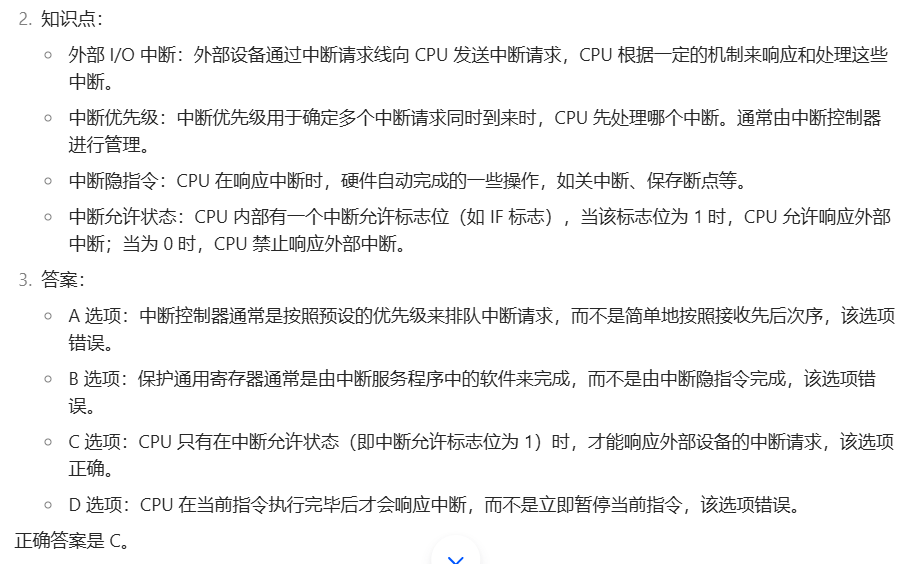 2. 知识点：
外部 I/O 中断：外部设备通过中断请求线向 CPU 发送中断请求，CPU 根据一定的机制来响应和处理这些
中断。
中断优先级：中断优先级用于确定多个中断请求同时到来时，CPU 先处理哪个中断。通常由中断控制器
进行管理。
中断隐指令：CPU 在响应中断时，硬件自动完成的一些操作，如关中断、保存断点等。
中断允许状态：CPU 内部有一个中断允许标志位（如 IF 标志），当该标志位为 1 时，CPU 允许响应外部
中断；当为 0 时，CPU 禁止响应外部中断。
3. 答案：
A 选项：中断控制器通常是按照预设的优先级来排队中断请求，而不是简单地按照接收先后次序，该选项
错误。
B 选项：保护通用寄存器通常是由中断服务程序中的软件来完成，而不是由中断隐指令完成，该选项错
误。
C 选项：CPU 只有在中断允许状态（即中断允许标志位为 1）时，才能响应外部设备的中断请求，该选项
正确。
D 选项：CPU 在当前指令执行完毕后才会响应中断，而不是立即暂停当前指令，该选项错误。
正确答案是 C。